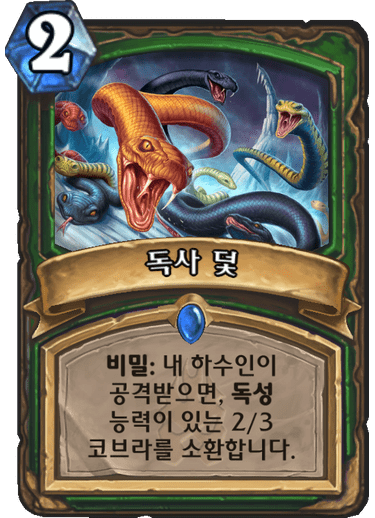 2
독사 덫
비밀: 내 하수인이
공격받으면, 독성
능력이 있는 2/3
코브라를 소환합니다.